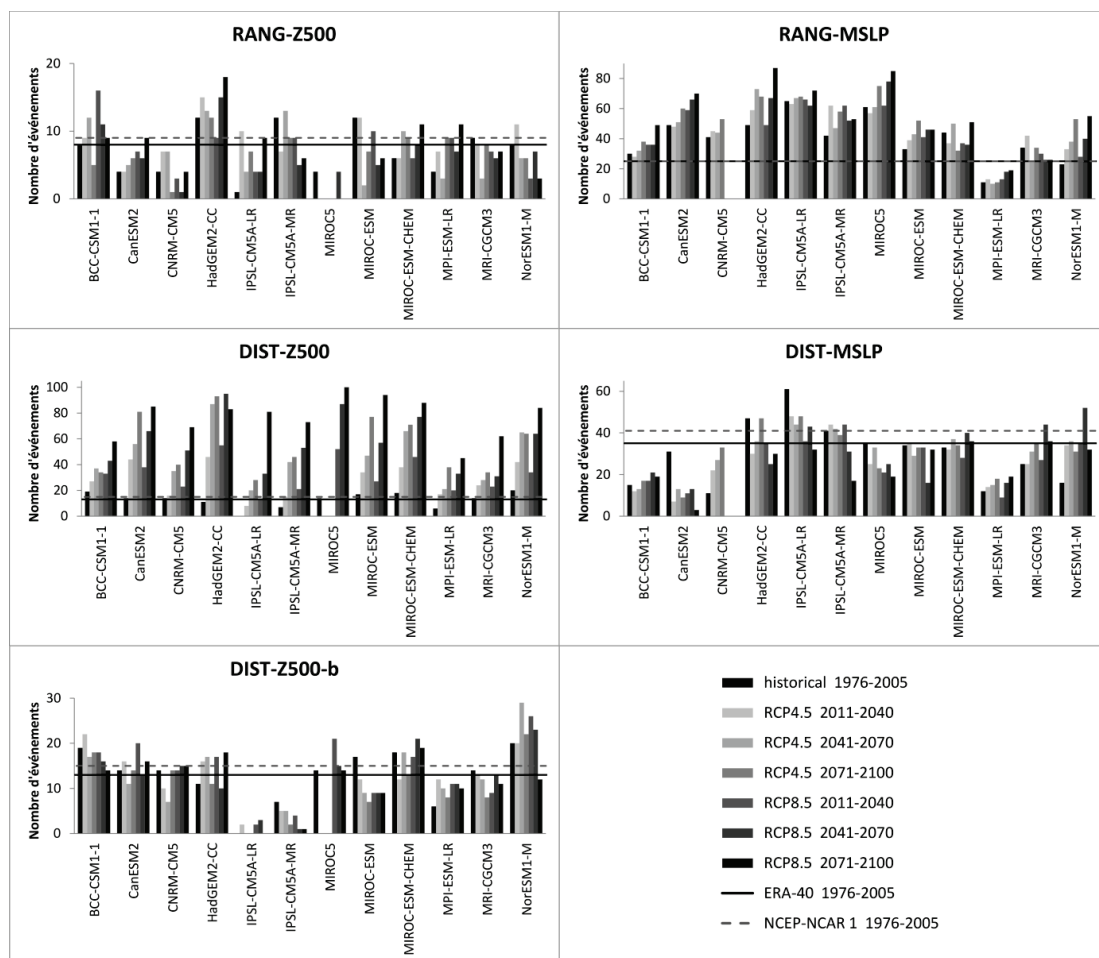 RANG-Z500
Nombre d'événements
20
10
0
BCC-CSM1-1
CanESM2
CNRM-CM5
HadGEM2-CC
IPSL-CM5A-LR
IPSL-CM5A-MR
MIROC5
MIROC-ESM
MIROC-ESM-CHEM
MPI-ESM-LR
MRI-CGCM3
NorESM1-M
RANG-MSLP
Nombre d'événements
80
60
40
20
0
BCC-CSM1-1
CanESM2
CNRM-CM5
HadGEM2-CC
IPSL-CM5A-LR
IPSL-CM5A-MR
MIROC5
MIROC-ESM
MIROC-ESM-CHEM
MPI-ESM-LR
MRI-CGCM3
NorESM1-M
DIST-Z500
Nombre d'événements
100
80
60
40
20
0
BCC-CSM1-1
CanESM2
CNRM-CM5
HadGEM2-CC
IPSL-CM5A-LR
IPSL-CM5A-MR
MIROC5
MIROC-ESM
MIROC-ESM-CHEM
MPI-ESM-LR
MRI-CGCM3
NorESM1-M
DIST-MSLP
Nombre d'événements
60
40
20
0
BCC-CSM1-1
CanESM2
CNRM-CM5
HadGEM2-CC
IPSL-CM5A-LR
IPSL-CM5A-MR
MIROC5
MIROC-ESM
MIROC-ESM-CHEM
MPI-ESM-LR
MRI-CGCM3
NorESM1-M
DIST-Z500-b
Nombre d'événements
30
20
10
0
BCC-CSM1-1
CanESM2
CNRM-CM5
HadGEM2-CC
IPSL-CM5A-LR
IPSL-CM5A-MR
MIROC5
MIROC-ESM
MIROC-ESM-CHEM
MPI-ESM-LR
MRI-CGCM3
NorESM1-M
historical 1976-2005
RCP4.5 2011-2040
RCP4.5 2041-2070
RCP4.5 2071-2100
RCP8.5 2011-2040
RCP8.5 2041-2070
RCP8.5 2071-2100
ERA-40 1976-2005
NCEP-NCAR 1 1976-2005